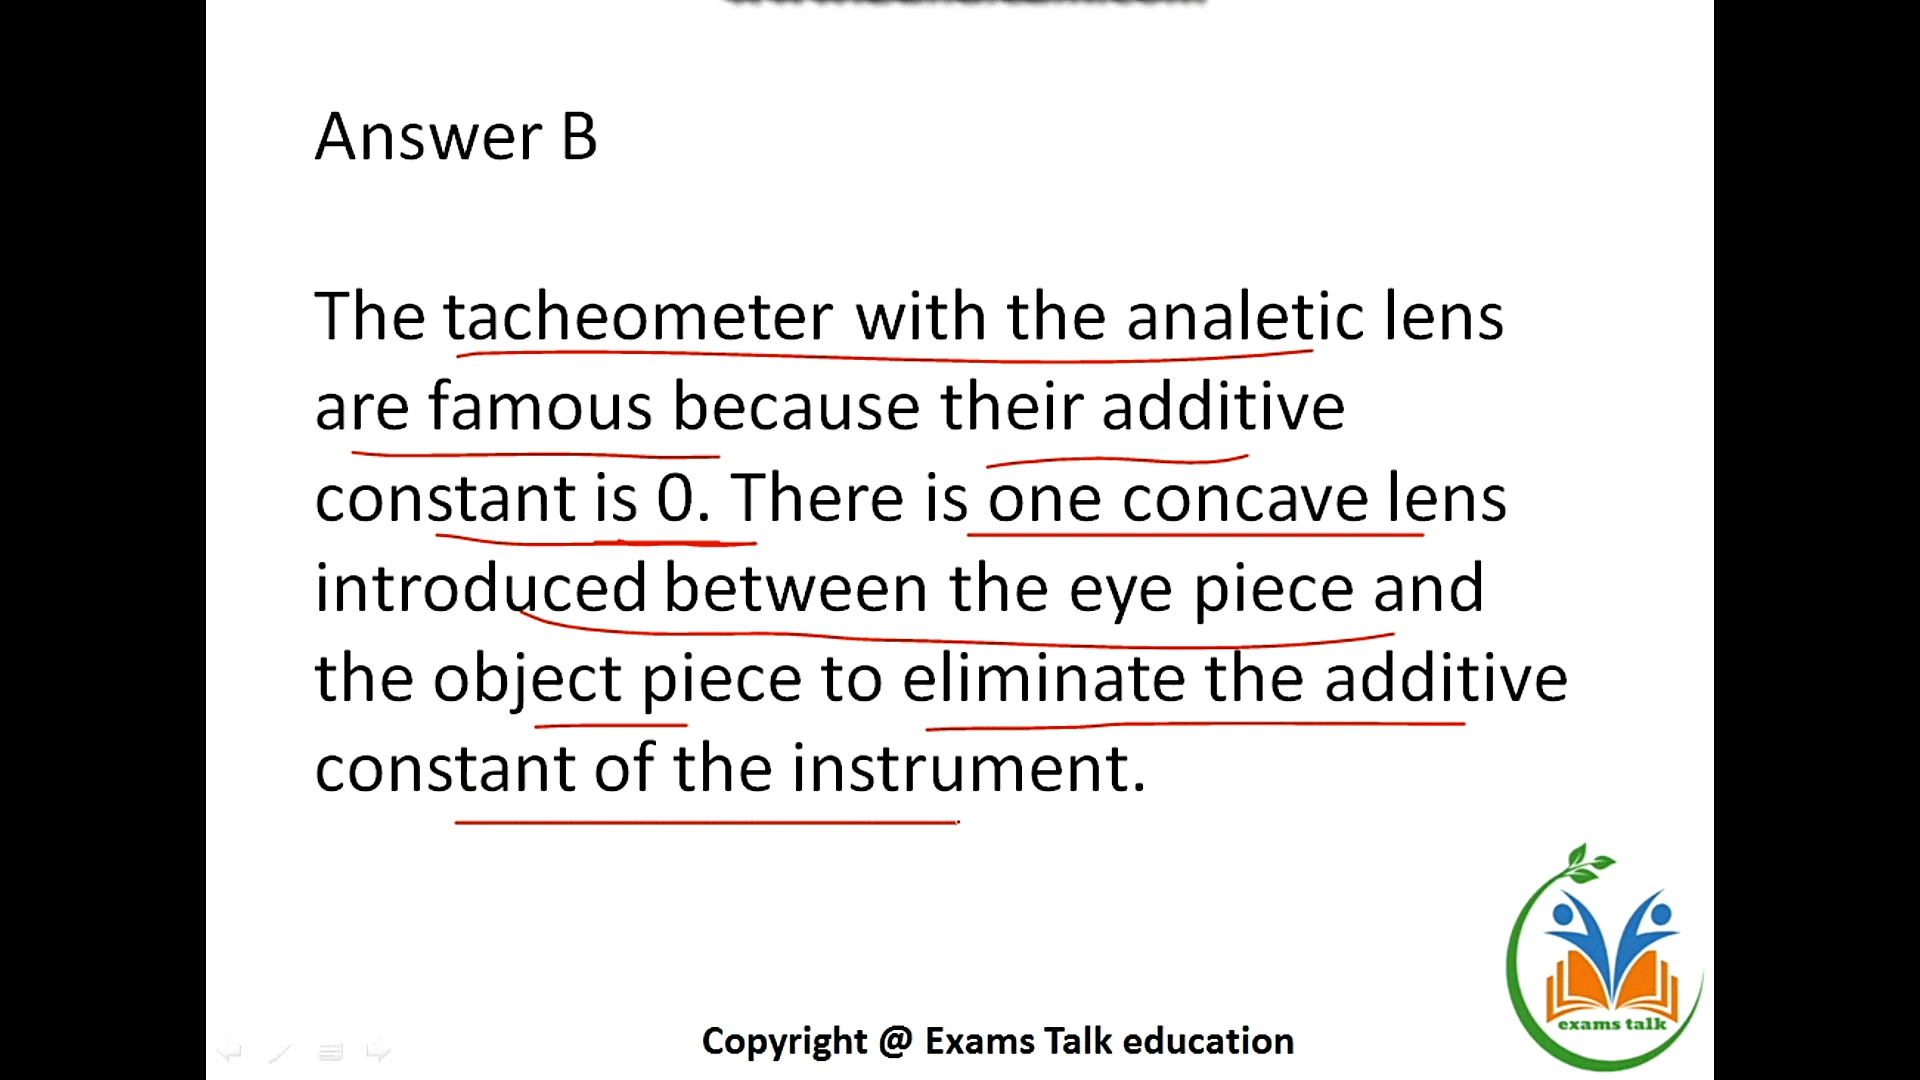 Answer B
The tacheometer with the analetic lens
are famous because their additive
constant is 0. There is one concave lens
introduced between the eye piece and
the object piece to eliminate the additive
constant of the instrument.
exams talk
Copyright @ Exams Talk education